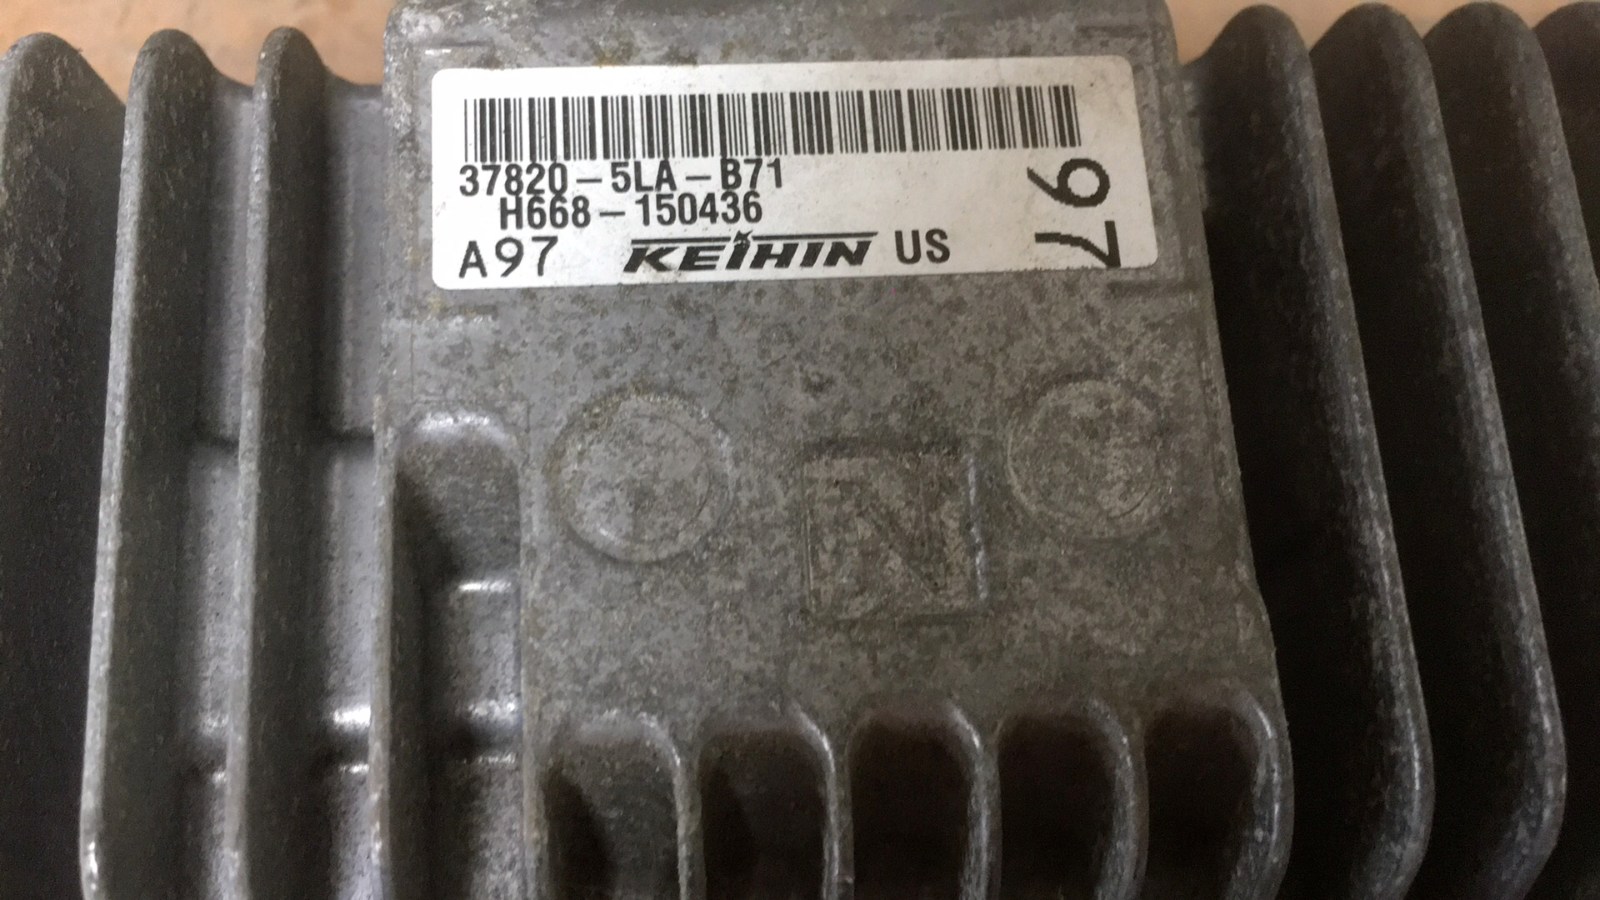 37820-5LA-B71
H668-150436
A97 KEIHIN US
97
N